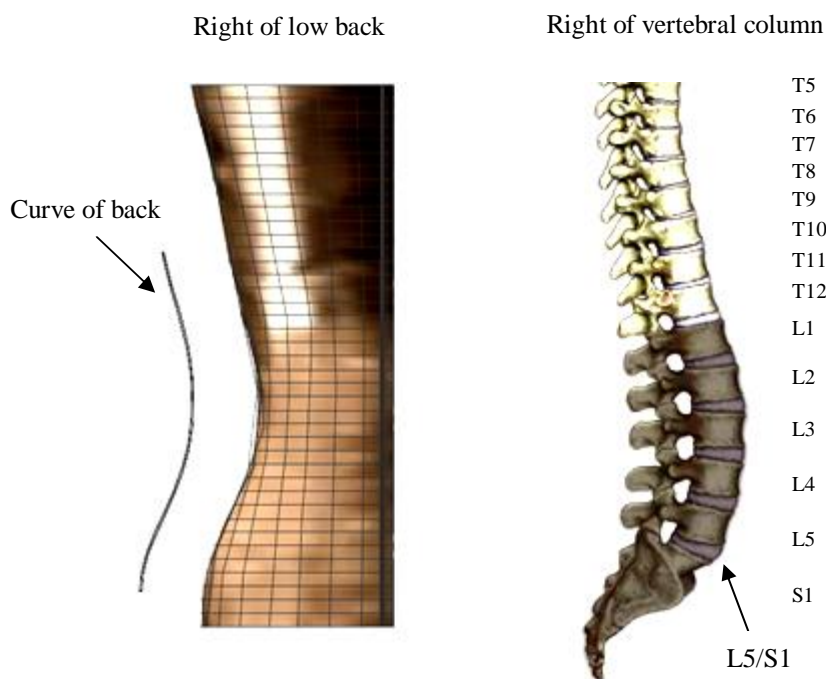 Right of low back
Right of vertebral column
Curve of back
T5
T6
T7
T8
T9
T10
T11
T12
L1
L2
L3
L4
L5
S1
L5/S1